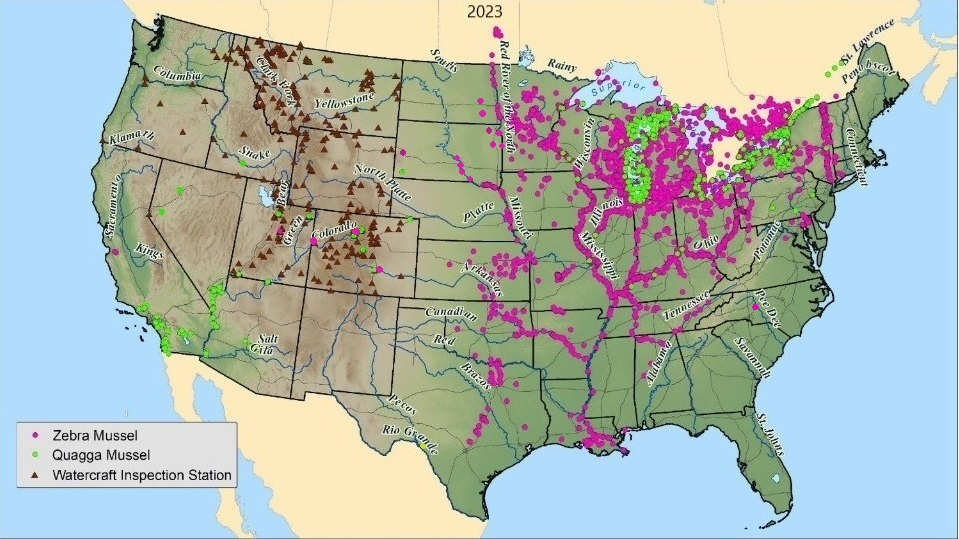 2023
St. Lawrence
Penobscot
Souris
Red River of the North
Rainy
Superior
Columbia
Clark Fork
Yellowstone
Wisconsin
Connecticut
Klamath
Snake
North Platte
Bear
Green
Colorado
Platte
Missouri
Illinois
Mississippi
Ohio
Potomac
Sacramento
Kings
Arkansas
Canadian
Tennessee
Pee Dee
Salt
Gila
Red
Brazos
Alabama
Savannah
Pecos
Rio Grande
St. Johns
Zebra Mussel
Quagga Mussel
Watercraft Inspection Station